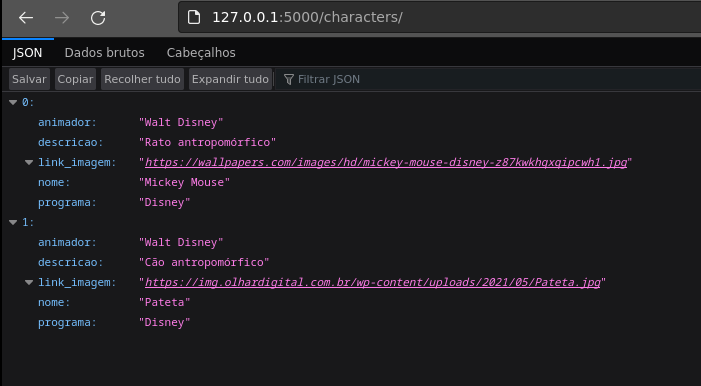 127.0.0.1:5000/characters/
JSON Dados brutos Cabeçalhos
Salvar Copiar Recolher tudo Expandir tudo Filtrar JSON
0:
animador: "Walt Disney"
descricao: "Rato antropomórfico"
link_imagem: "https://wallpapers.com/images/hd/mickey-mouse-disney-z87kwkhqxqipcwh1.jpg"
nome: "Mickey Mouse"
programa: "Disney"
1:
animador: "Walt Disney"
descricao: "Cão antropomórfico"
link_imagem: "https://img.olhardigital.com.br/wp-content/uploads/2021/05/Pateta.jpg"
nome: "Pateta"
programa: "Disney"